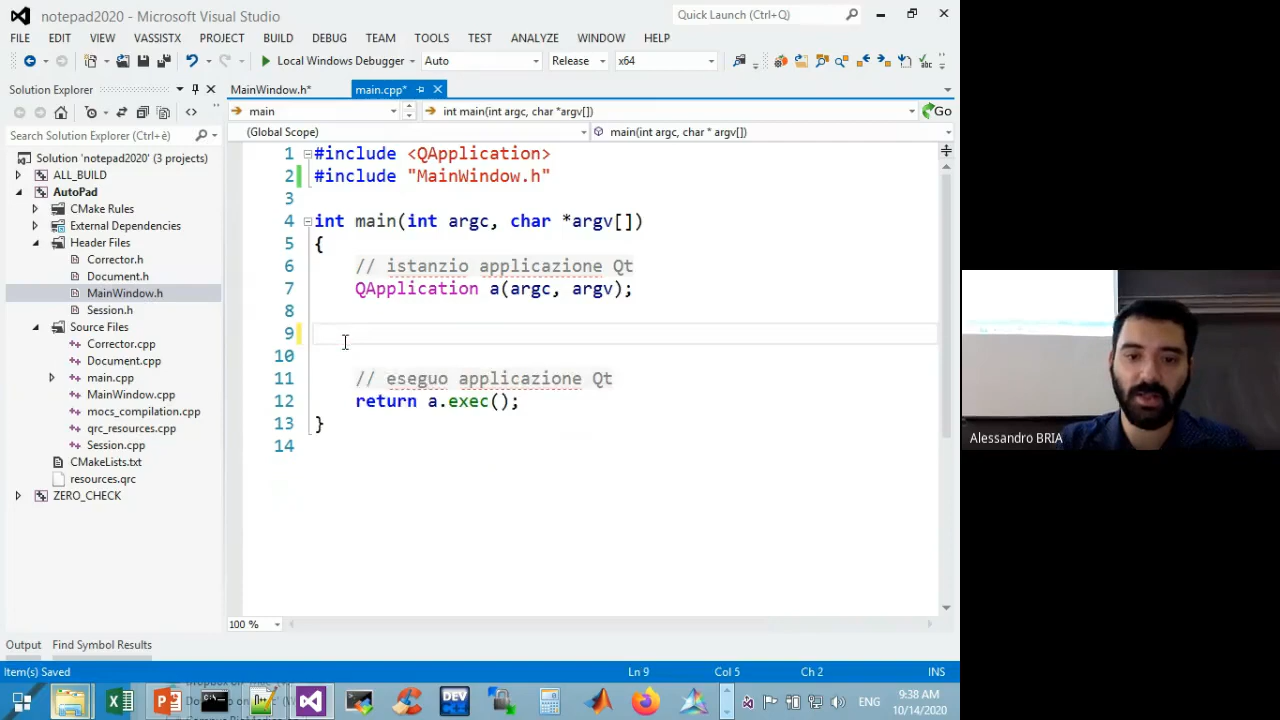 notepad2020 - Microsoft Visual Studio
Quick Launch (Ctrl+Q)
FILE EDIT VIEW VASSISTX PROJECT BUILD DEBUG TEAM TOOLS TEST ANALYZE WINDOW HELP
Local Windows Debugger Auto Release x64
Solution Explorer
MainWindow.h* main.cpp*
main int main(int argc, char *argv[]) Go
Search Solution Explorer (Ctrl+è)
(Global Scope) main(int argc, char * argv[])
Solution 'notepad2020' (3 projects)
ALL_BUILD
AutoPad
CMake Rules
External Dependencies
Header Files
Corrector.h
Document.h
MainWindow.h
Session.h
Source Files
Corrector.cpp
Document.cpp
main.cpp
MainWindow.cpp
mocs_compilation.cpp
qrc_resources.cpp
Session.cpp
CMakeLists.txt
resources.qrc
ZERO_CHECK
1 #include <QApplication>
2 #include "MainWindow.h"
3
4 int main(int argc, char *argv[])
5 {
6 // istanzio applicazione Qt
7 QApplication a(argc, argv);
8
9
10
11 // eseguo applicazione Qt
12 return a.exec();
13 }
14
100 %
Output Find Symbol Results
Item(s) Saved Ln 9 Col 5 Ch 2 INS
DEV
ENG
9:38 AM
10/14/2020
Alessandro BRIA